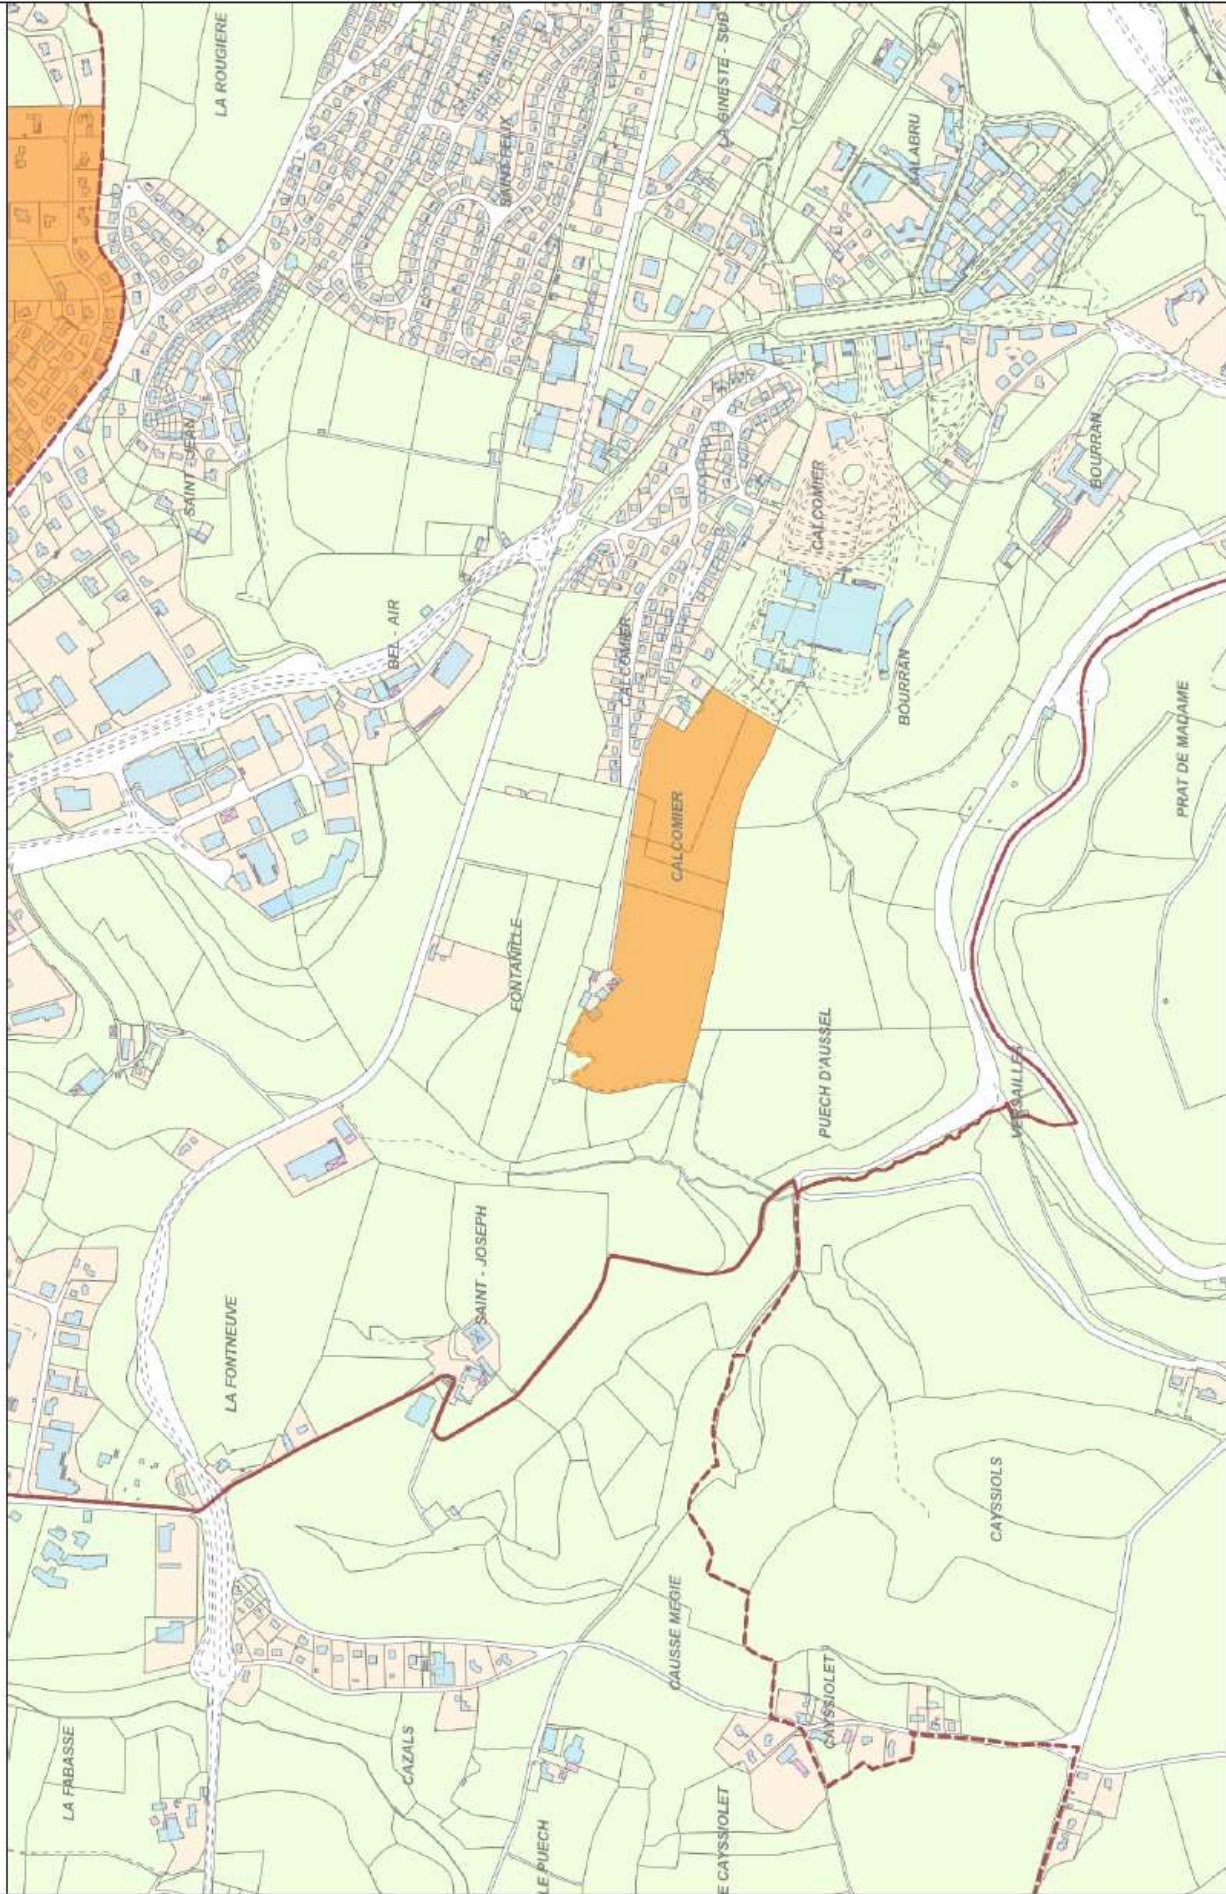 LA ROUGIERE
SAINT-FELIX
LA GINESTE - SUD
MALABRU
SAINT - JEAN
BEL - AIR
CALCOMIER
CALCOMIER
BOURRAN
BOURRAN
CALCOMIER
PRAT DE MADAME
FONTANILLE
PUECH D'AUSSEL
VERSAILLES
SAINT - JOSEPH
LA FONTNEUVE
CAYSSIOLS
CAUSSE MEGIE
CAYSSIOLET
LA FABASSE
CAZALS
LE PUECH
E CAYSSIOLET